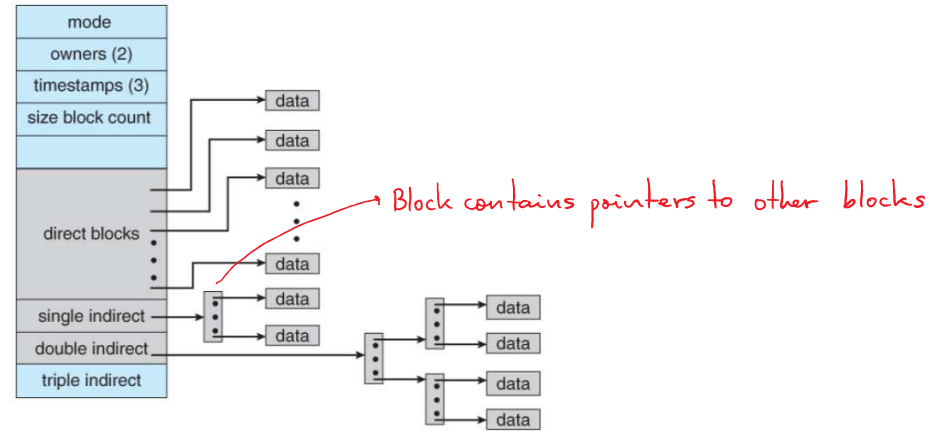 mode
owners (2)
timestamps (3)
size block count
data
data
data
Block contains pointers to other blocks
direct blocks
data
data
single indirect
data
data
double indirect
data
triple indirect
data
data